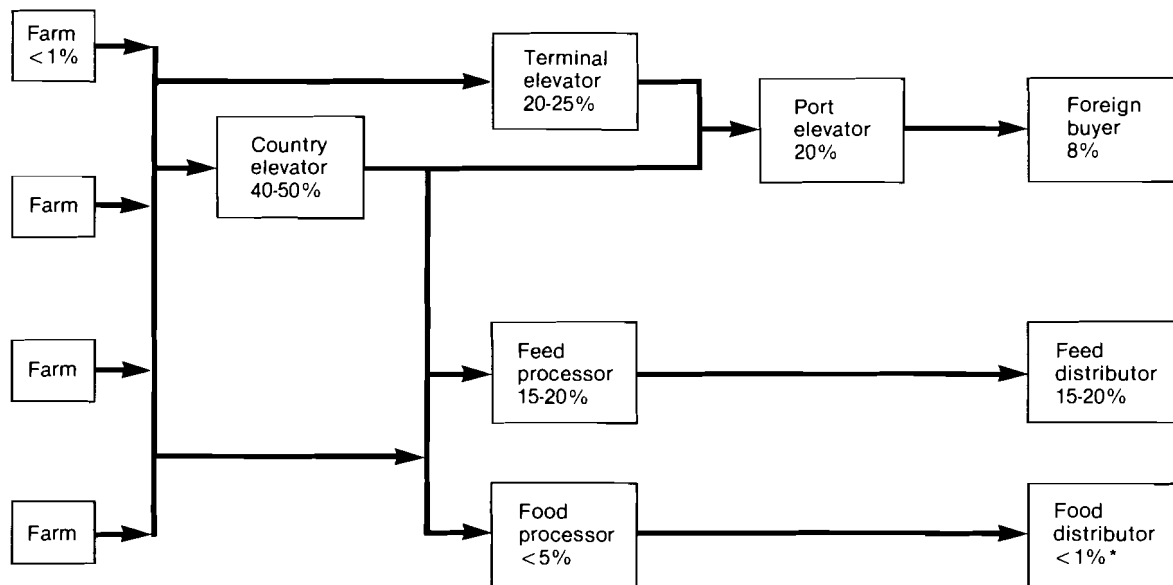 Farm
<1%
Terminal
elevator
20-25%
Port
elevator
20%
Foreign
buyer
8%
Country
elevator
40-50%
Farm
Farm
Feed
processor
15-20%
Feed
distributor
15-20%
Farm
Food
processor
<5%
Food
distributor
<1%*